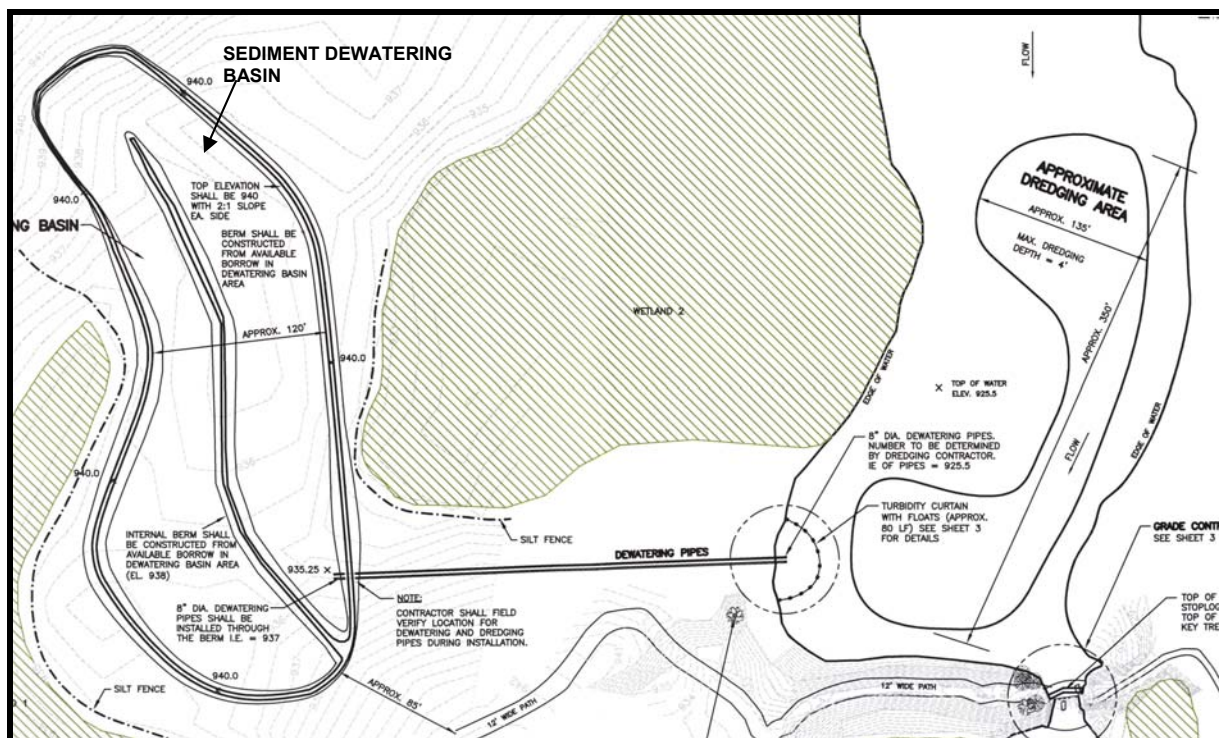 SEDIMENT DEWATERING
BASIN
940.0
937
935
940
938
TOP ELEVATION
SHALL BE 940
WITH 2:1 SLOPE
EA. SIDE
940.0
NG BASIN
BERM SHALL BE
CONSTRUCTED
FROM AVAILABLE
BORROW IN
DEWATERING BASIN
AREA
937
APPROX. 120'
940.0
940.0
936
INTERNAL BERM SHALL
BE CONSTRUCTED FROM
AVAILABLE BORROW IN
DEWATERING BASIN AREA
(EL. 938)
935.25
8" DIA. DEWATERING
PIPES SHALL BE
INSTALLED THROUGH
THE BERM I.E. = 937
940.0
SILT FENCE
D 1
APPROX. 85'
WETLAND 2
SILT FENCE
DEWATERING PIPES
NOTE:
CONTRACTOR SHALL FIELD
VERIFY LOCATION FOR
DEWATERING AND DREDGING
PIPES DURING INSTALLATION.
12' WIDE PATH
FLOW
APPROXIMATE
DREDGING AREA
APPROX. 135'
MAX. DREDGING
DEPTH = 4'
APPROX. 350'
EDGE OF WATER
TOP OF WATER
ELEV. 925.5
EDGE OF WATER
8" DIA. DEWATERING PIPES.
NUMBER TO BE DETERMINED
BY DREDGING CONTRACTOR.
IE OF PIPES = 925.5
FLOW
TURBIDITY CURTAIN
WITH FLOATS (APPROX.
80 LF) SEE SHEET 3
FOR DETAILS
GRADE CONT
SEE SHEET 3
TOP OF
STOPLOG
TOP OF
KEY TRE
12' WIDE PATH